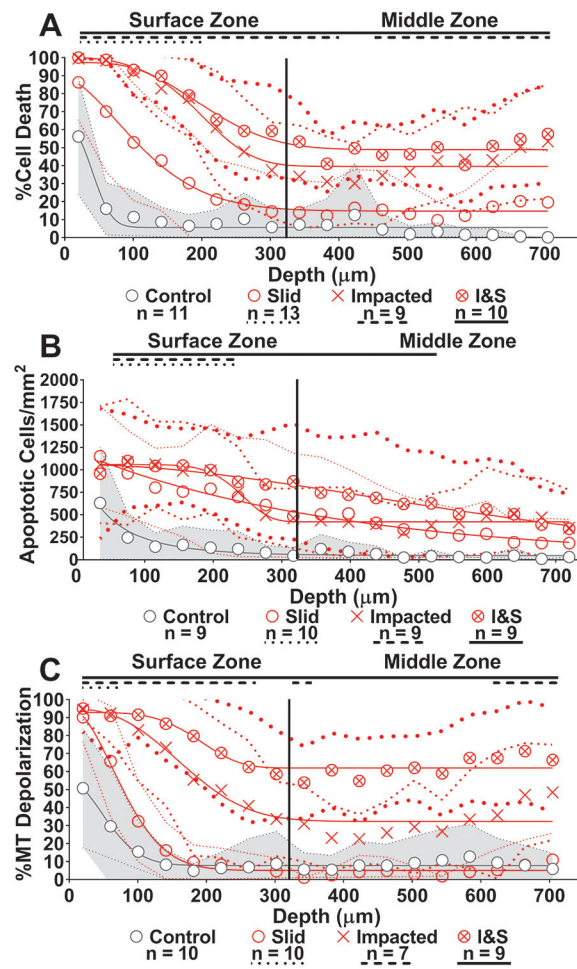 A
Surface Zone Middle Zone
%Cell Death
100
90
80
70
60
50
40
30
20
10
0
0 100 200 300 400 500 600 700
Depth (μm)
Control Slid Impacted I&S
n = 11 n = 13 n = 9 n = 10
B
Surface Zone Middle Zone
Apoptotic Cells/mm²
2000
1750
1500
1250
1000
750
500
250
0
0 100 200 300 400 500 600 700
Depth (μm)
Control Slid Impacted I&S
n = 9 n = 10 n = 9 n = 9
C
Surface Zone Middle Zone
%MT Depolarization
100
90
80
70
60
50
40
30
20
10
0
0 100 200 300 400 500 600 700
Depth (μm)
Control Slid Impacted I&S
n = 10 n = 10 n = 7 n = 9